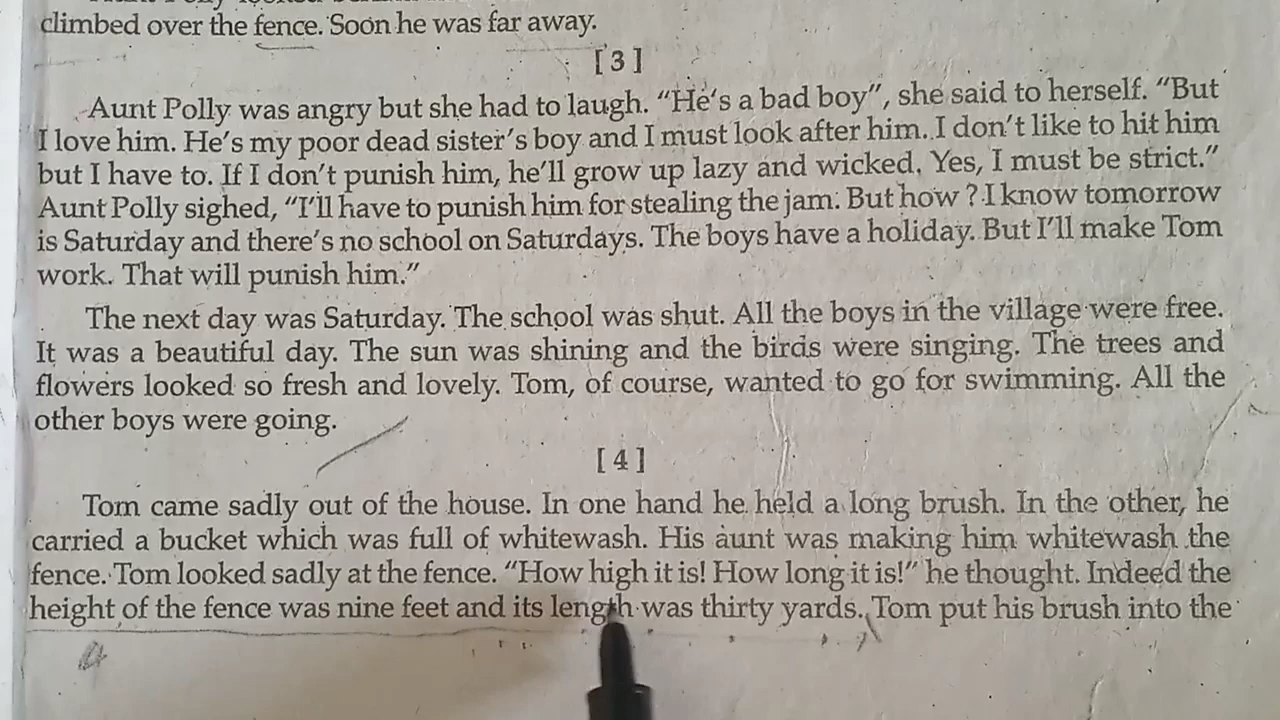 climbed over the fence. Soon he was far away.
[3]
Aunt Polly was angry but she had to laugh. “He’s a bad boy”, she said to herself. “But
I love him. He’s my poor dead sister’s boy and I must look after him. I don’t like to hit him
but I have to. If I don’t punish him, he’ll grow up lazy and wicked. Yes, I must be strict.”
Aunt Polly sighed, “I’ll have to punish him for stealing the jam. But how ? I know tomorrow
is Saturday and there’s no school on Saturdays. The boys have a holiday. But I’ll make Tom
work. That will punish him.”
The next day was Saturday. The school was shut. All the boys in the village were free.
It was a beautiful day. The sun was shining and the birds were singing. The trees and
flowers looked so fresh and lovely. Tom, of course, wanted to go for swimming. All the
other boys were going.
[4]
Tom came sadly out of the house. In one hand he held a long brush. In the other, he
carried a bucket which was full of whitewash. His aunt was making him whitewash the
fence. Tom looked sadly at the fence. “How high it is! How long it is!” he thought. Indeed the
height of the fence was nine feet and its length was thirty yards. Tom put his brush into the